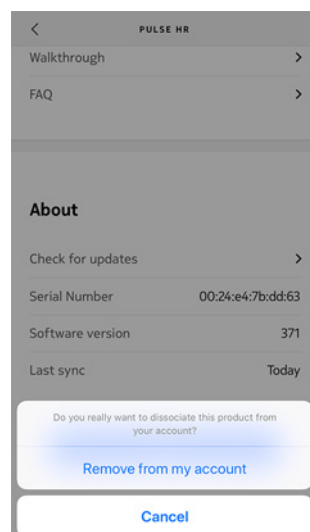 PULSE HR
Walkthrough
FAQ
About
Check for updates
Serial Number 00:24:e4:7b:dd:63
Software version 371
Last sync Today
Do you really want to dissociate this product from
your account?
Remove from my account
Cancel